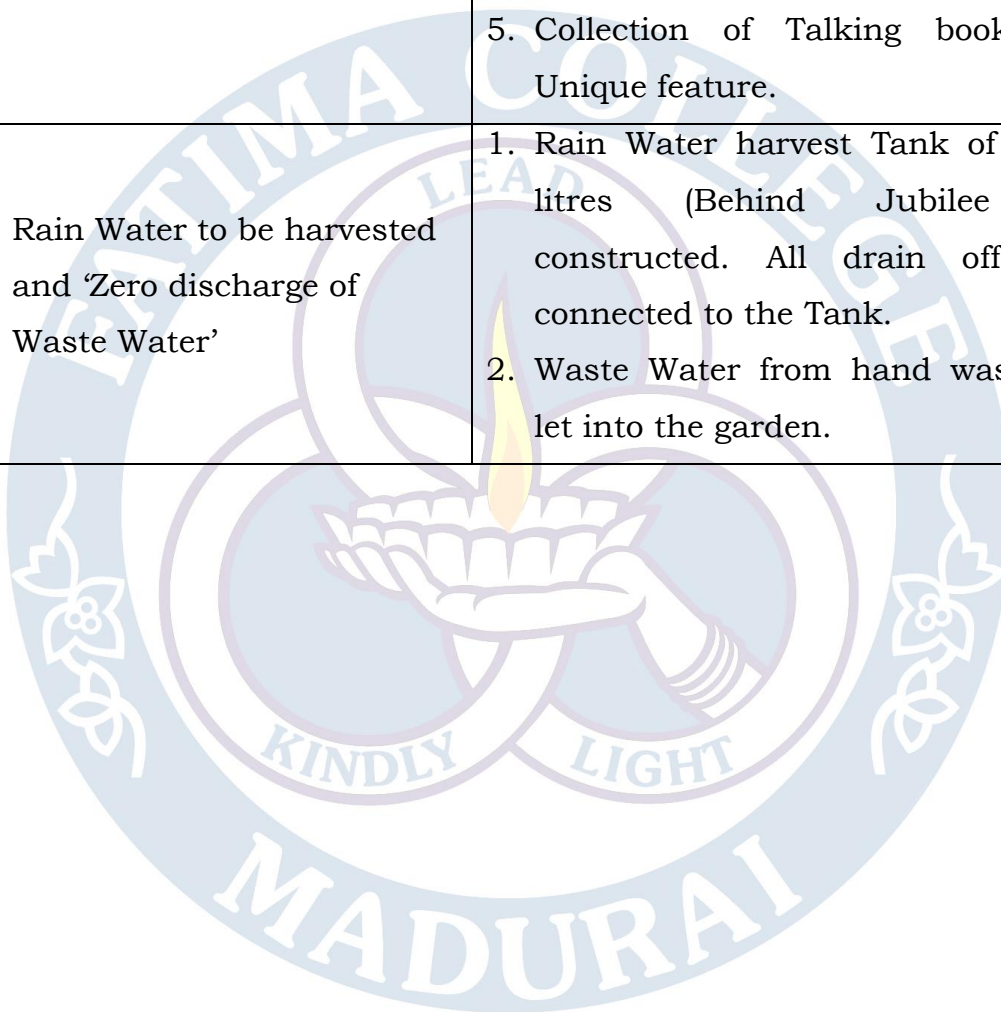 5. Collection of Talking book
Unique feature.
Rain Water to be harvested
and ‘Zero discharge of
Waste Water’
1. Rain Water harvest Tank of
litres (Behind Jubilee
constructed. All drain off
connected to the Tank.
2. Waste Water from hand was
let into the garden.
FATIMA COLLEGE
LEAD
KINDLY
LIGHT
MADURAI